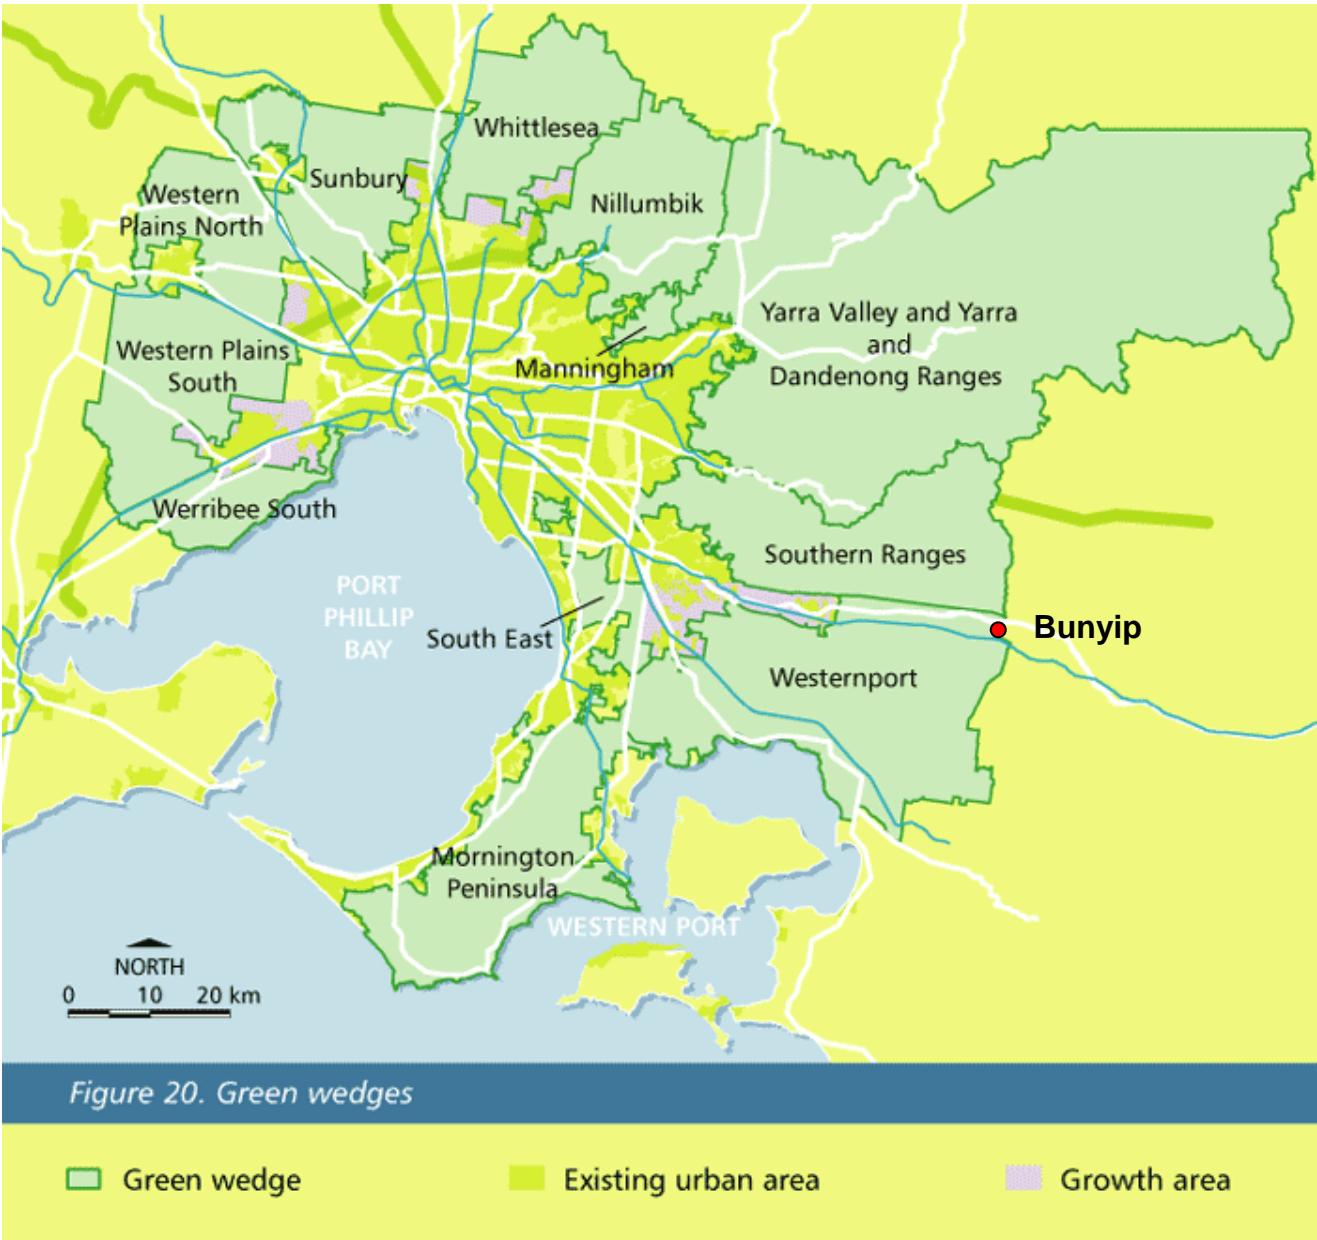 Whittlesea
Sunbury
Western
Plains North
Nillumbik
Yarra Valley and Yarra
and
Dandenong Ranges
Western Plains
South
Manningham
Werribee South
Southern Ranges
PORT
PHILLIP
BAY
South East
Bunyip
Westernport
Mornington
Peninsula
WESTERN PORT
NORTH
0 10 20 km
Figure 20. Green wedges
Green wedge
Existing urban area
Growth area